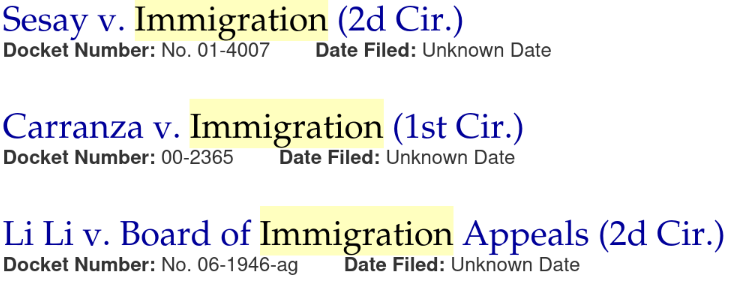 Sesay v. Immigration (2d Cir.)
Docket Number: No. 01-4007 Date Filed: Unknown Date
Carranza v. Immigration (1st Cir.)
Docket Number: 00-2365 Date Filed: Unknown Date
Li Li v. Board of Immigration Appeals (2d Cir.)
Docket Number: No. 06-1946-ag Date Filed: Unknown Date